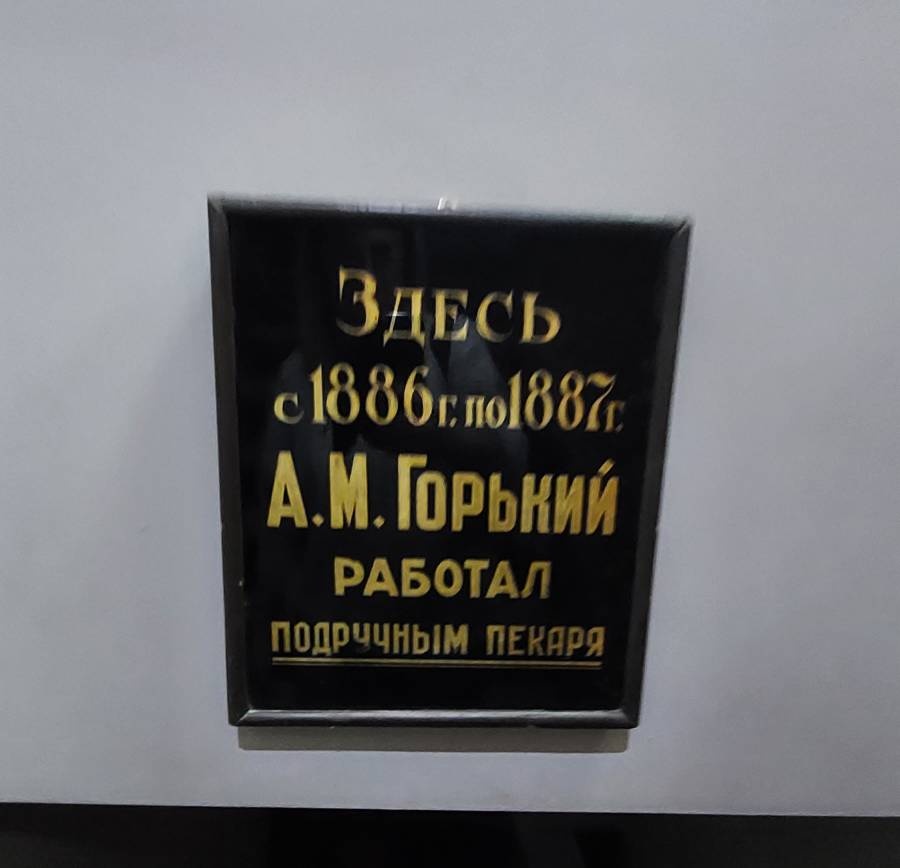 Здесь
с 1886 г. по 1887 г.
А.М. Горький
работал
подручным пекаря